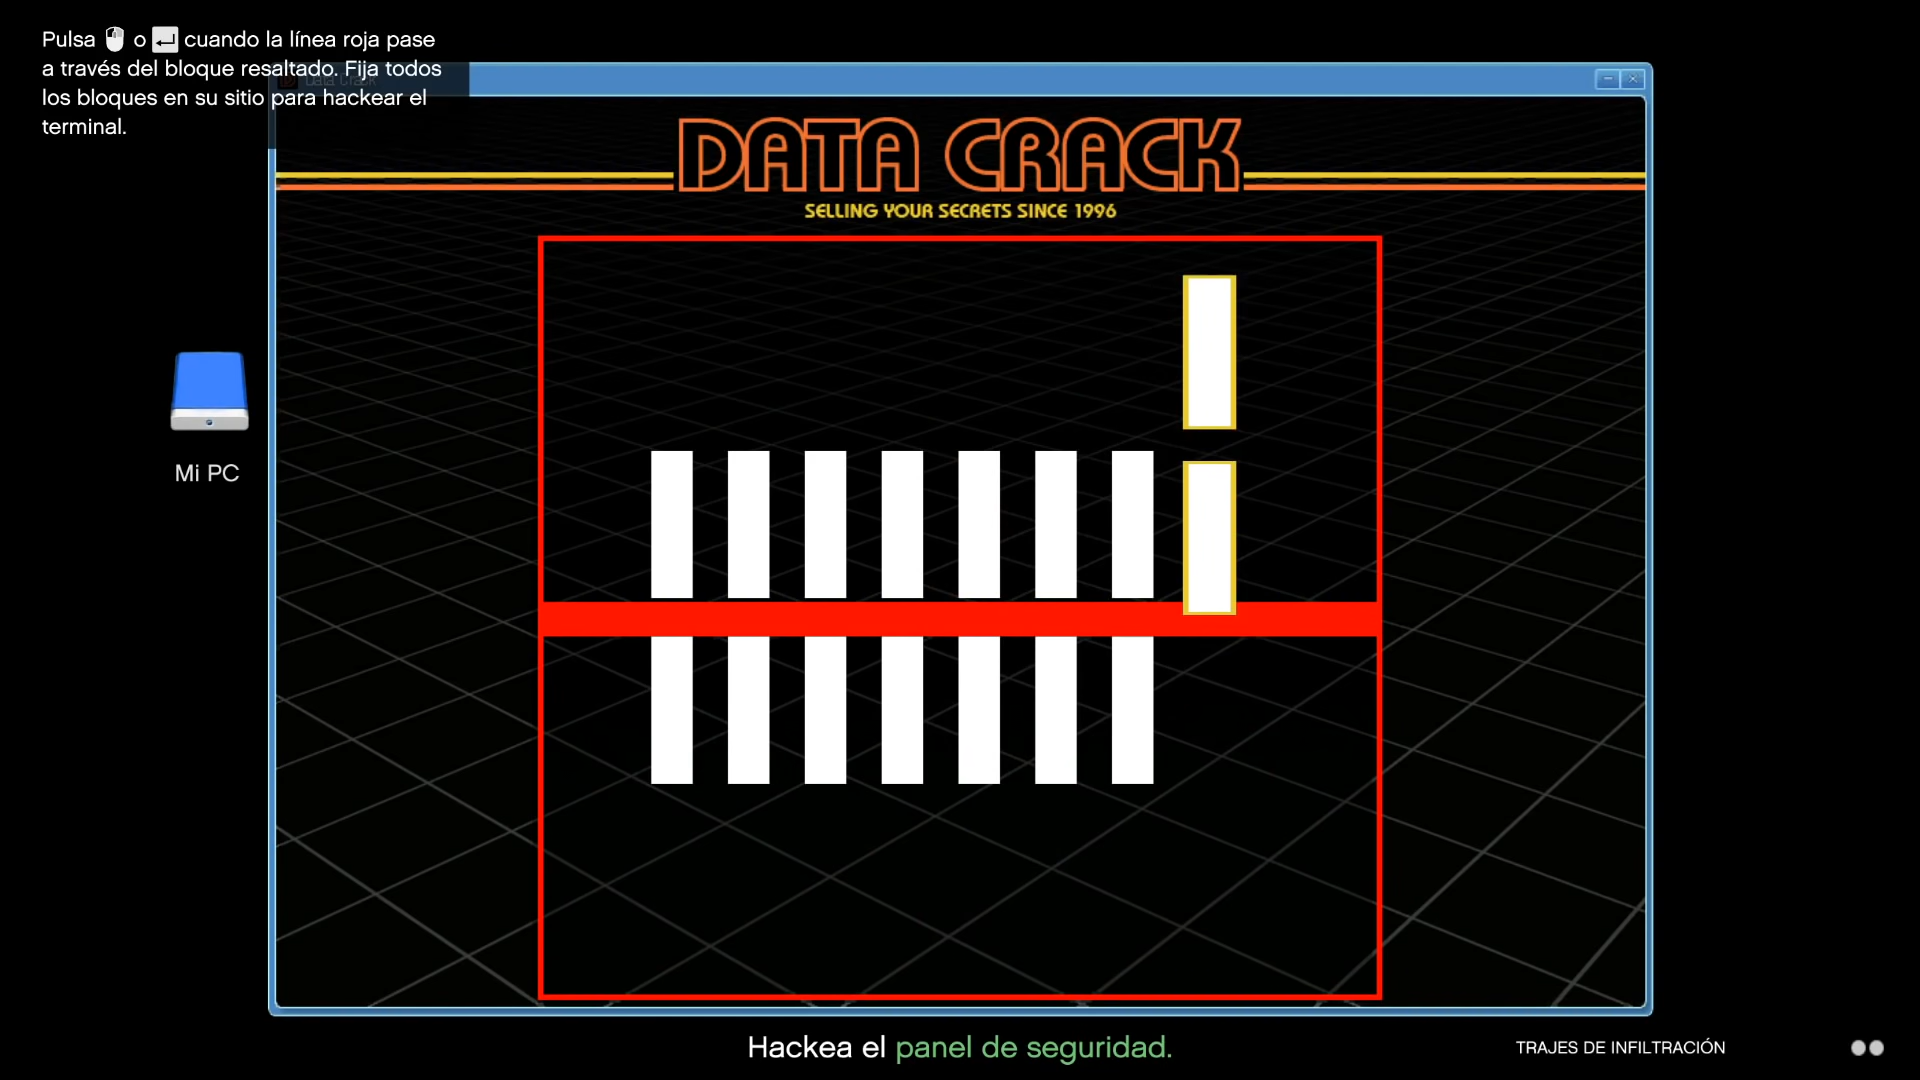 Pulsa o cuando la línea roja pase
a través del bloque resaltado. Fija todos
los bloques en su sitio para hackear el
terminal.
DATA CRACK
SELLING YOUR SECRETS SINCE 1996
Mi PC
Hackea el panel de seguridad.
TRAJES DE INFILTRACIÓN